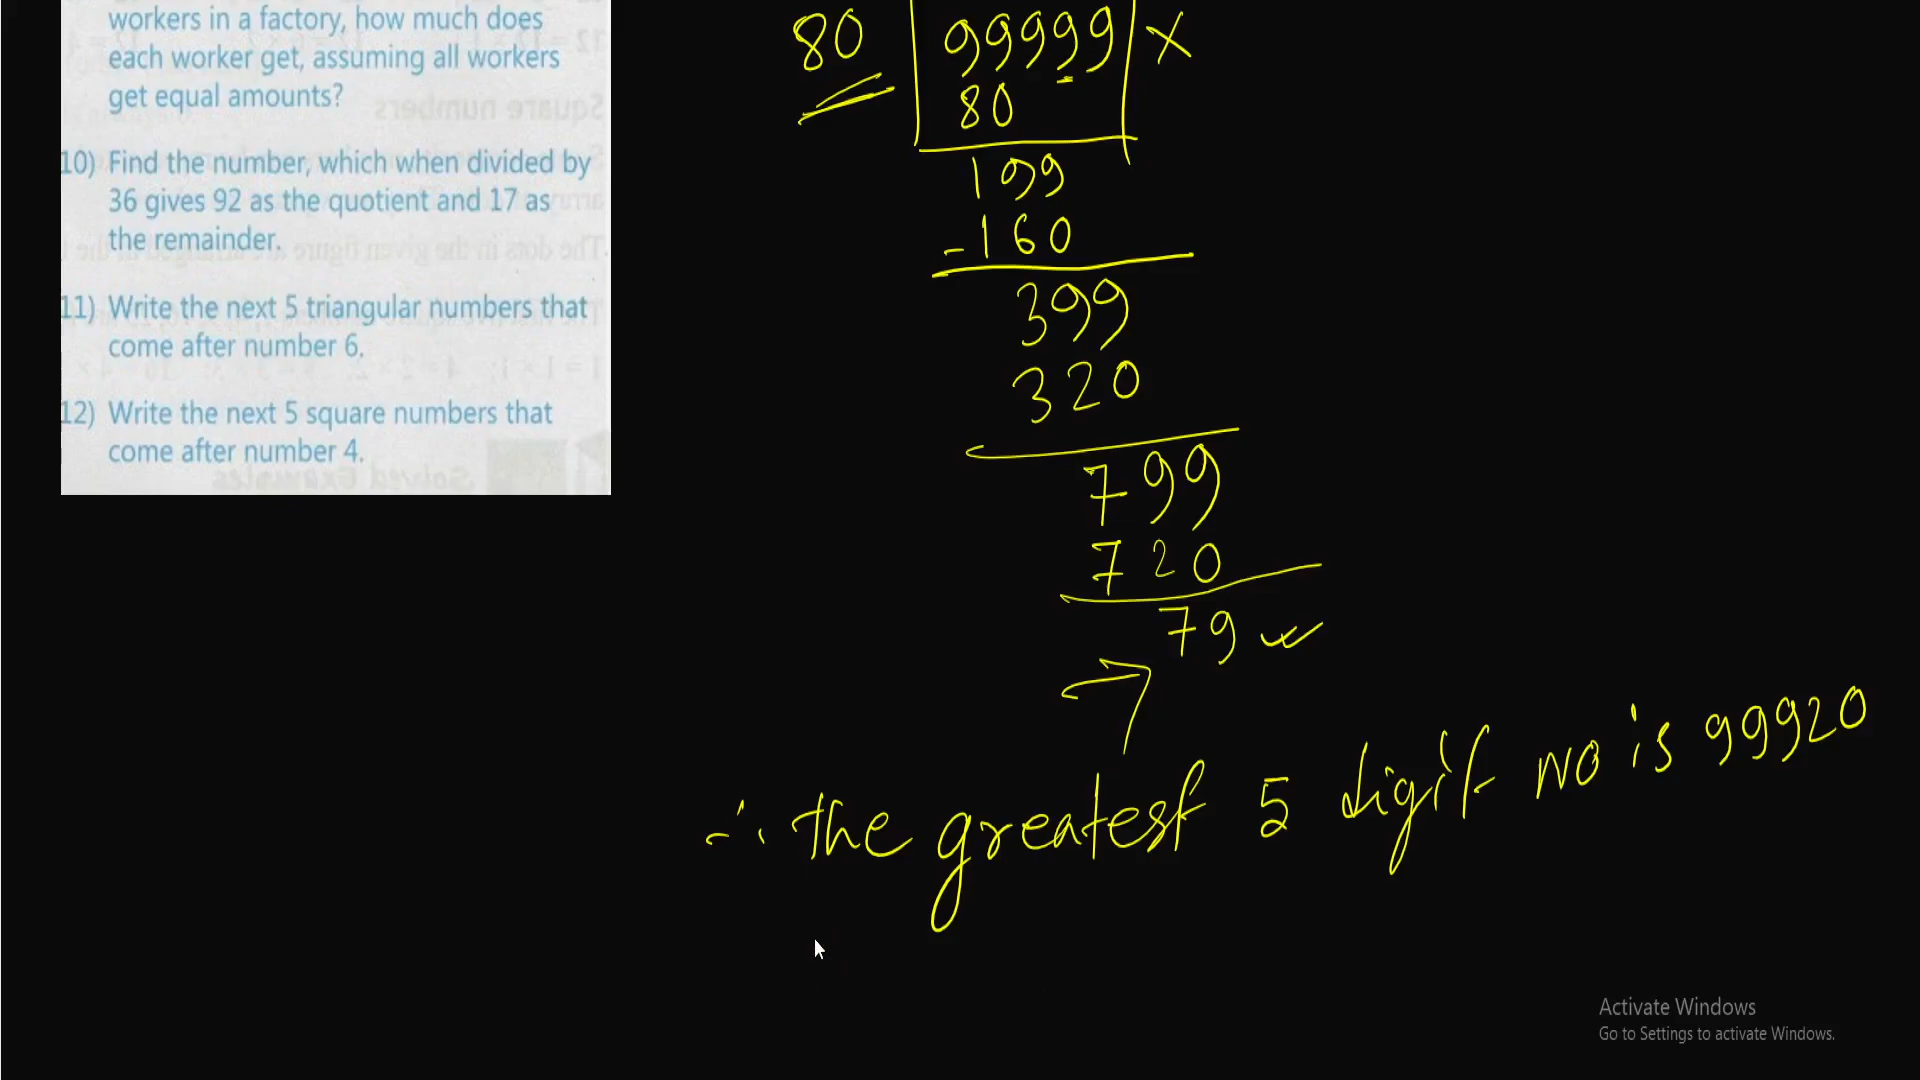 workers in a factory, how much does
each worker get, assuming all workers
get equal amounts?
10) Find the number, which when divided by
36 gives 92 as the quotient and 17 as
the remainder.
11) Write the next 5 triangular numbers that
come after number 6.
12) Write the next 5 square numbers that
come after number 4.
80 99999 x
80
199
-160
399
320
799
720
79
∴ the greatest 5 digit no is 99920
Activate Windows
Go to Settings to activate Windows.